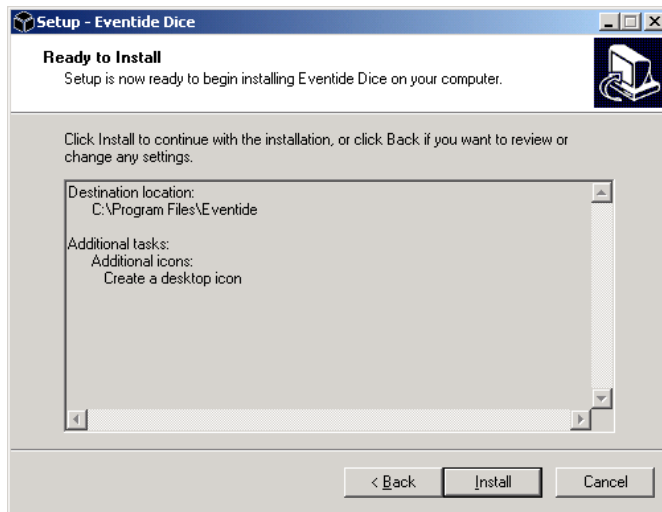 Setup - Eventide Dice
Ready to Install
Setup is now ready to begin installing Eventide Dice on your computer.
Click Install to continue with the installation, or click Back if you want to review or
change any settings.
Destination location:
C:\Program Files\Eventide
Additional tasks:
Additional icons:
Create a desktop icon
< Back
Install
Cancel